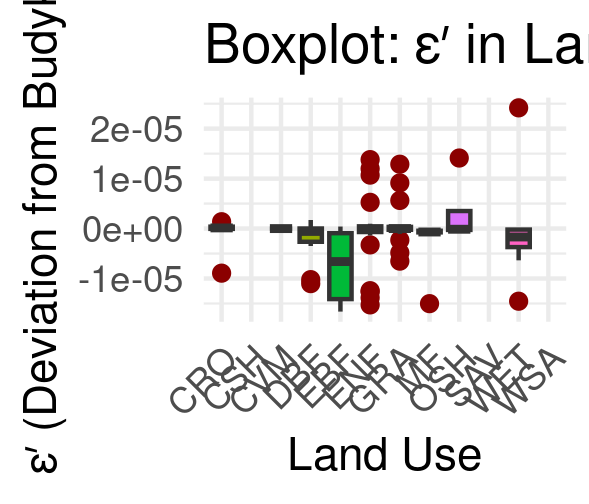 Boxplot: ε′ in La
ε′ (Deviation from Budy
2e-05
1e-05
0e+00
-1e-05
CRO
CSH
CVM
DBF
EBF
ENF
GRA
MF
OSH
SAV
WET
WSA
Land Use